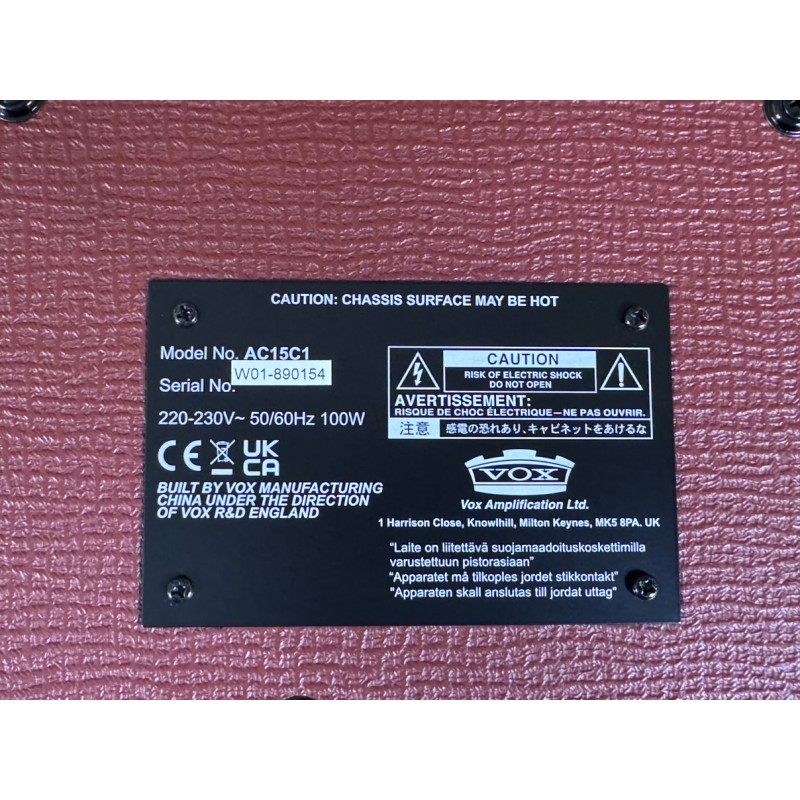 CAUTION: CHASSIS SURFACE MAY BE HOT
Model No. AC15C1
Serial No. W01-890154
220-230V~ 50/60Hz 100W
CE UK
CA
BUILT BY VOX MANUFACTURING
CHINA UNDER THE DIRECTION
OF VOX R&D ENGLAND
CAUTION
RISK OF ELECTRIC SHOCK
DO NOT OPEN
AVERTISSEMENT:
RISQUE DE CHOC ÉLECTRIQUE—NE PAS OUVRIR.
注意 感電の恐れあり、キャビネットをあけるな
VOX
Vox Amplification Ltd.
1 Harrison Close, Knowlhill, Milton Keynes, MK5 8PA. UK
"Laite on liitettävä suojamaadoituskoskettimilla
varustettuun pistorasiaan"
"Apparatet må tilkoples jordet stikkontakt"
"Apparaten skall anslutas till jordat uttag"